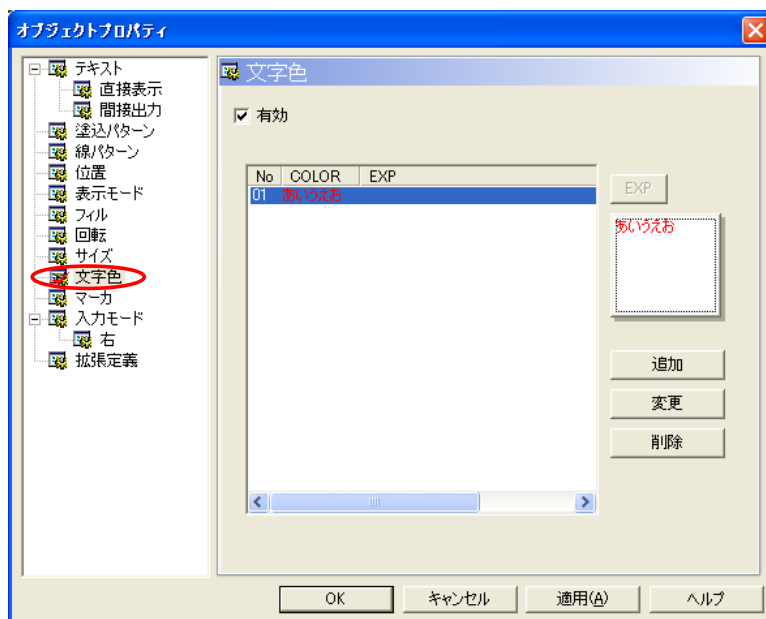 オブジェクトプロパティ
テキスト
直接表示
間接出力
塗込パターン
線パターン
位置
表示モード
フィル
回転
サイズ
文字色
マーカ
入力モード
右
拡張定義
文字色
有効
No COLOR EXP
01 あいうえお
EXP
あいうえお
追加
変更
削除
OK キャンセル 適用(A) ヘルプ